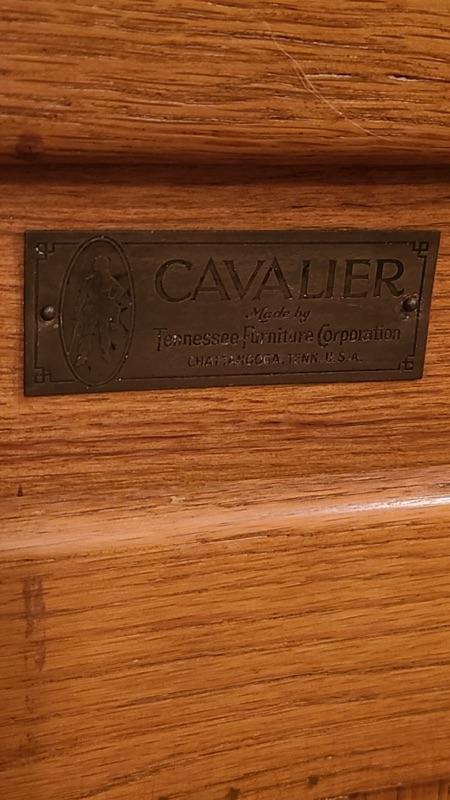 CAVALIER
Made by
Tennessee Furniture Corporation
CHATTANOOGA, TENN. U.S.A.